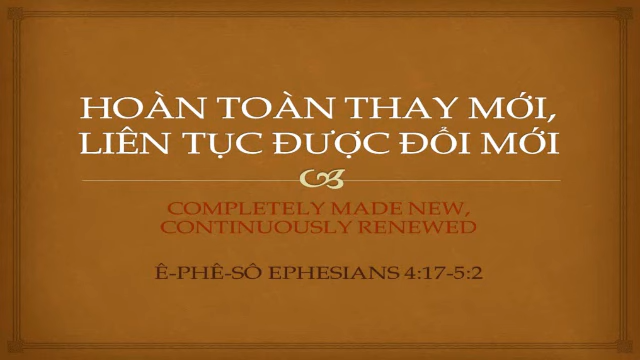 HOÀN TOÀN THAY MỚI,
LIÊN TỤC ĐƯỢC ĐỔI MỚI
COMPLETELY MADE NEW,
CONTINUOUSLY RENEWED
Ê-PHÊ-SÔ EPHESIANS 4:17-5:2